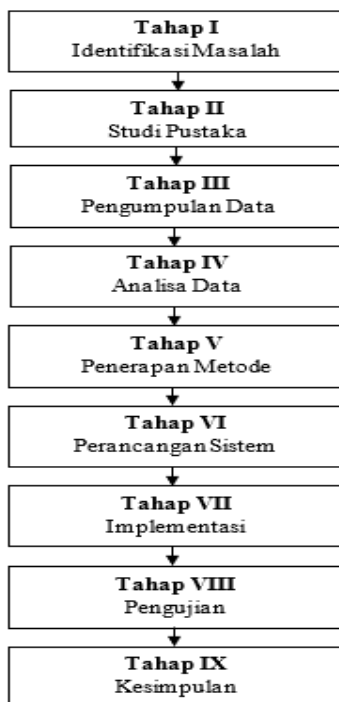 Tahap I
Identifikasi Masalah
Tahap II
Studi Pustaka
Tahap III
Pengumpulan Data
Tahap IV
Analisa Data
Tahap V
Penerapan Metode
Tahap VI
Perancangan Sistem
Tahap VII
Implementasi
Tahap VIII
Pengujian
Tahap IX
Kesimpulan